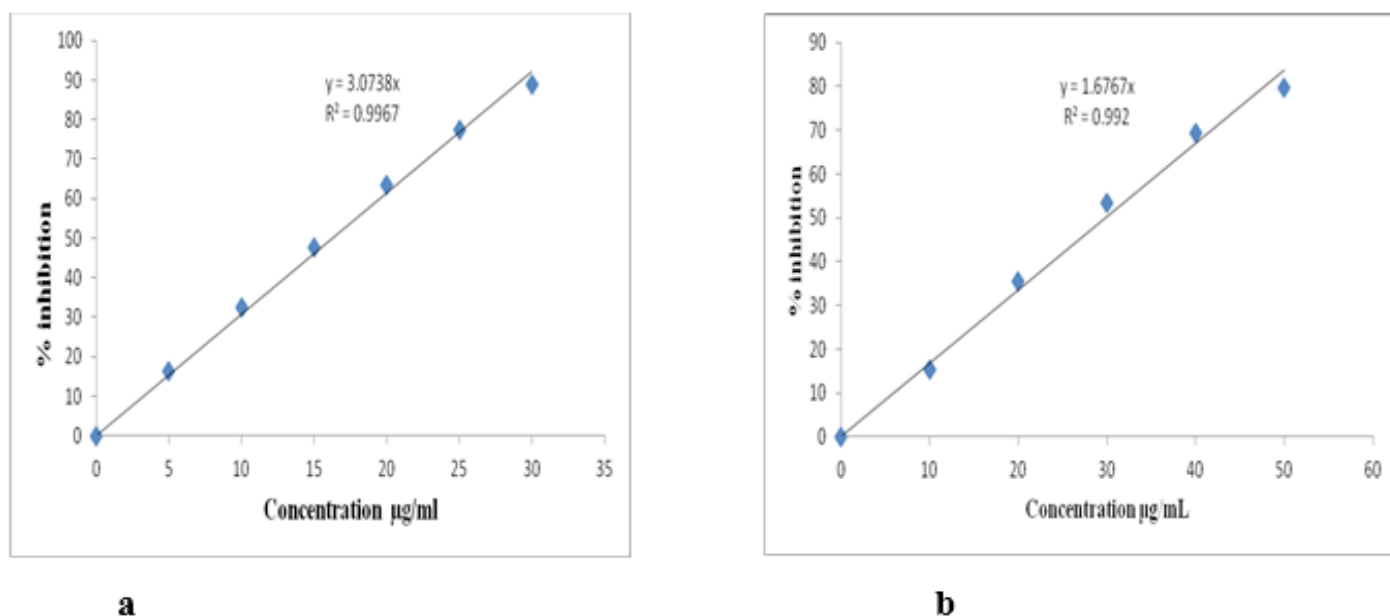 100
90
80
70
60
50
40
30
20
10
0
% inhibition
y = 3.0738x
R² = 0.9967
0 5 10 15 20 25 30 35
Concentration µg/ml
a
90
80
70
60
50
40
30
20
10
0
% inhibition
y = 1.6767x
R² = 0.992
0 10 20 30 40 50 60
Concentration µg/mL
b